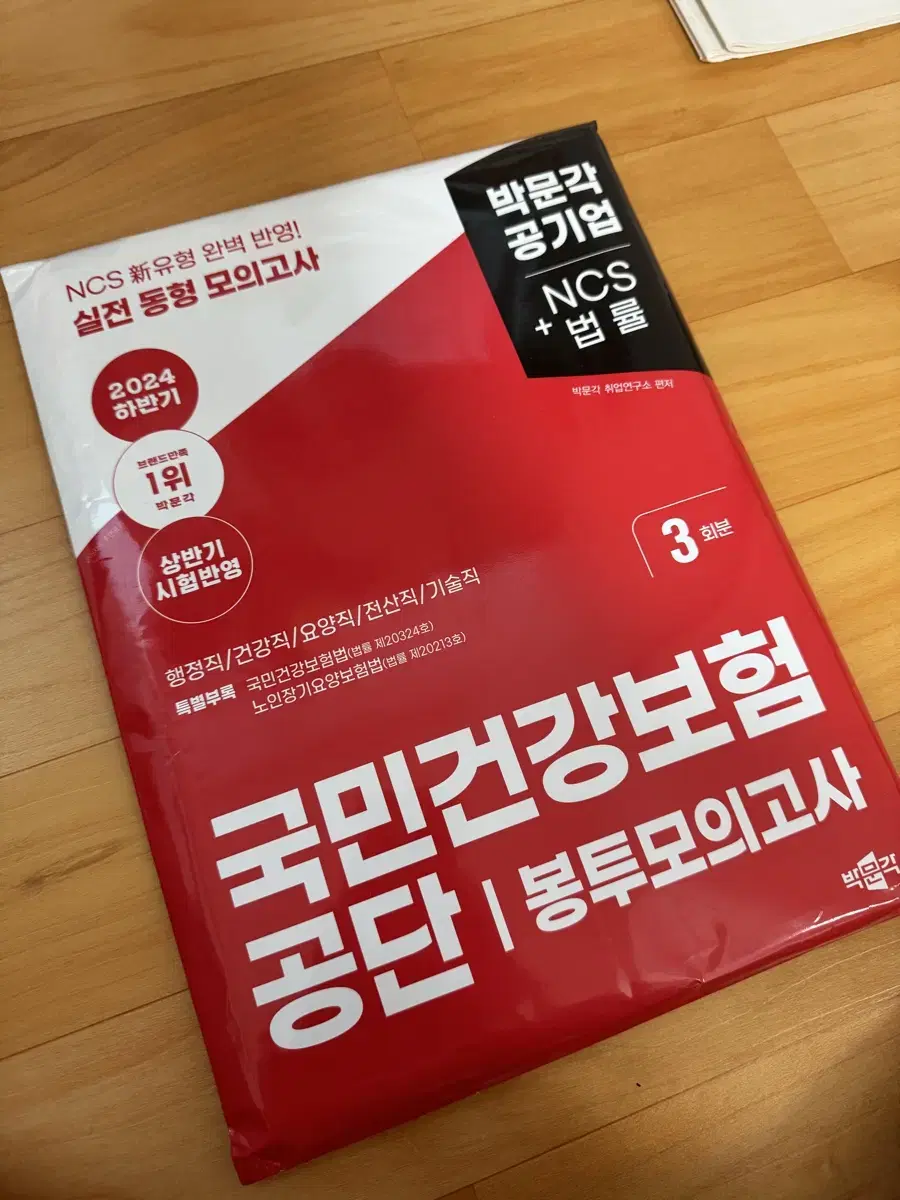 NCS 新유형 완벽 반영!
실전 동형 모의고사
박문각
공기업
NCS
+ 법률
박문각 취업연구소 편저
2024
하반기
브랜드만족
1위
박문각
상반기
시험반영
3회분
행정직/건강직/요양직/전산직/기술직
특별부록 국민건강보험법(법률 제20324호)
노인장기요양보험법(법률 제20213호)
국민건강보험
공단 | 봉투모의고사
박문각